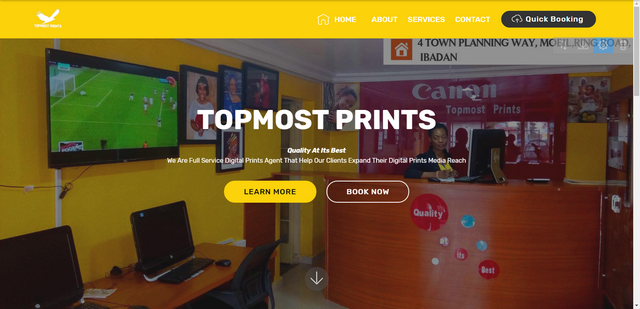 TOPMOST PRINTS
HOME
ABOUT
SERVICES
CONTACT
Quick Booking
4 TOWN PLANNING WAY, MOBIL, RING ROAD,
IBADAN
Canon
Topmost Prints
TOPMOST PRINTS
Quality At Its Best
We Are Full Service Digital Prints Agent That Help Our Clients Expand Their Digital Prints Media Reach
LEARN MORE
BOOK NOW
Quality
at
its
Best